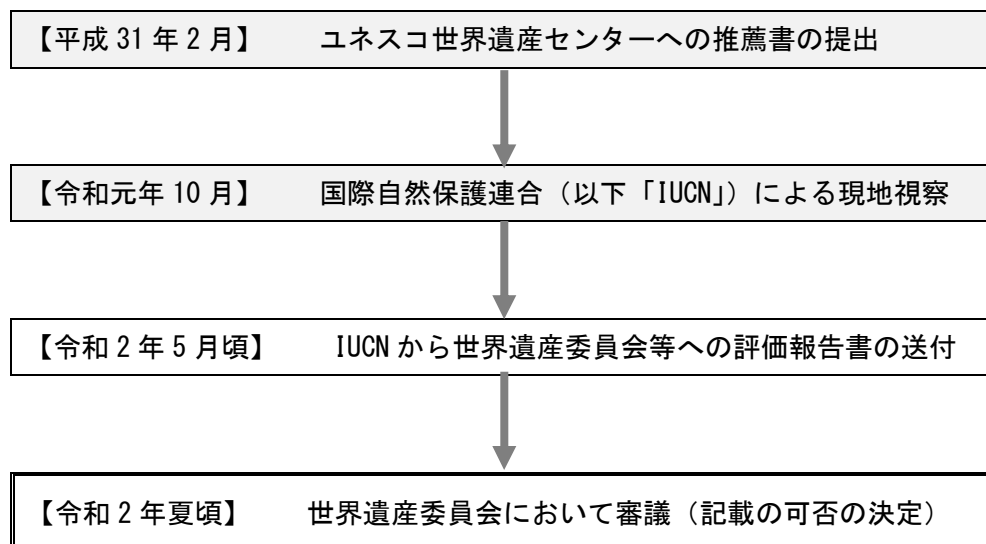 【平成 31 年 2 月】 ユネスコ世界遺産センターへの推薦書の提出
【令和元年 10 月】 国際自然保護連合（以下「IUCN」）による現地視察
【令和 2 年 5 月頃】 IUCN から世界遺産委員会等への評価報告書の送付
【令和 2 年夏頃】 世界遺産委員会において審議（記載の可否の決定）